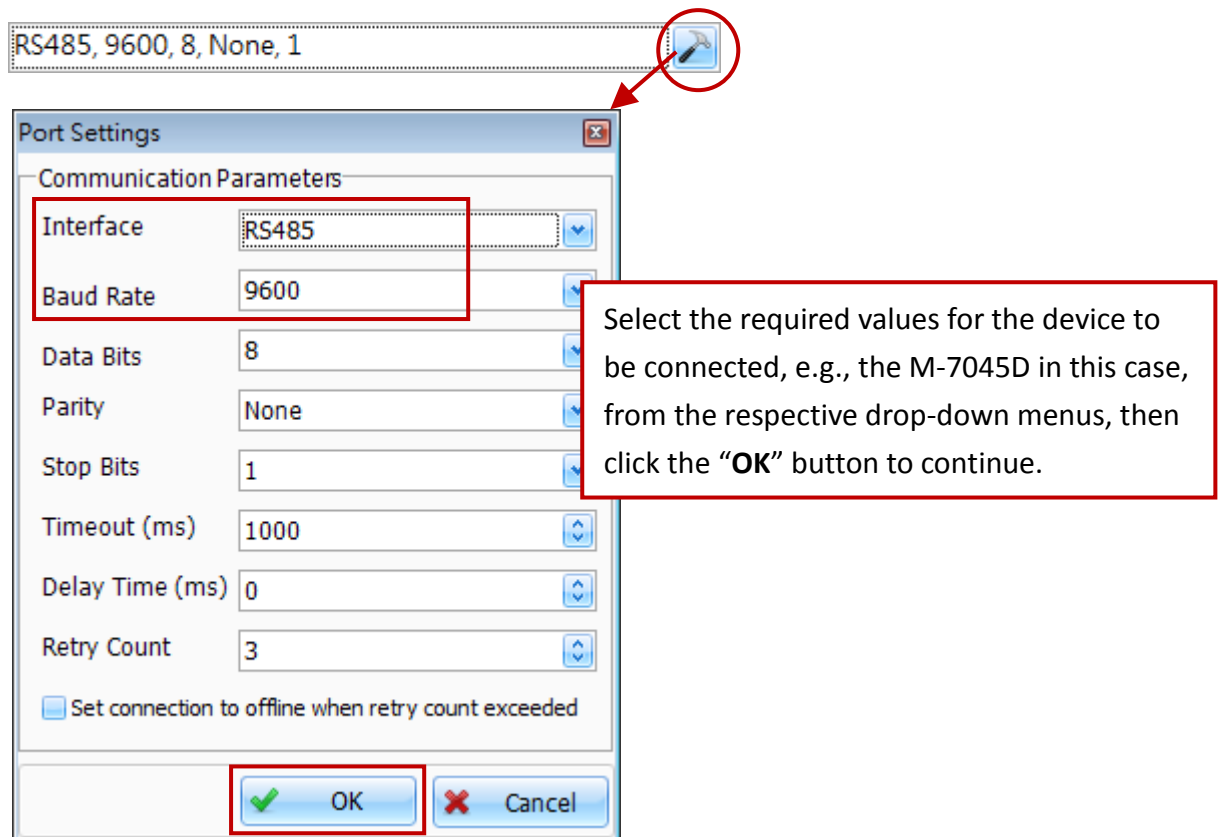 RS485, 9600, 8, None, 1
Port Settings
Communication Parameters
Interface RS485
Baud Rate 9600
Data Bits 8
Parity None
Stop Bits 1
Timeout (ms) 1000
Delay Time (ms) 0
Retry Count 3
Set connection to offline when retry count exceeded
OK Cancel
Select the required values for the device to
be connected, e.g., the M-7045D in this case,
from the respective drop-down menus, then
click the “OK” button to continue.